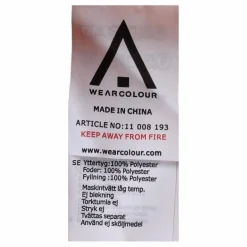 WEARCOLOUR
MADE IN CHINA
ARTICLE NO:11 008 193
KEEP AWAY FROM FIRE
www.wearcolour.com
SE Yttertyg:100% Polyester
Foder: 100% Polyester
Fyllning :100% Polyester
Maskintvätt låg temp.
Ej blekning
Torktumla ej
Stryk ej
Tvättas separat
Använd ej sköljmedel